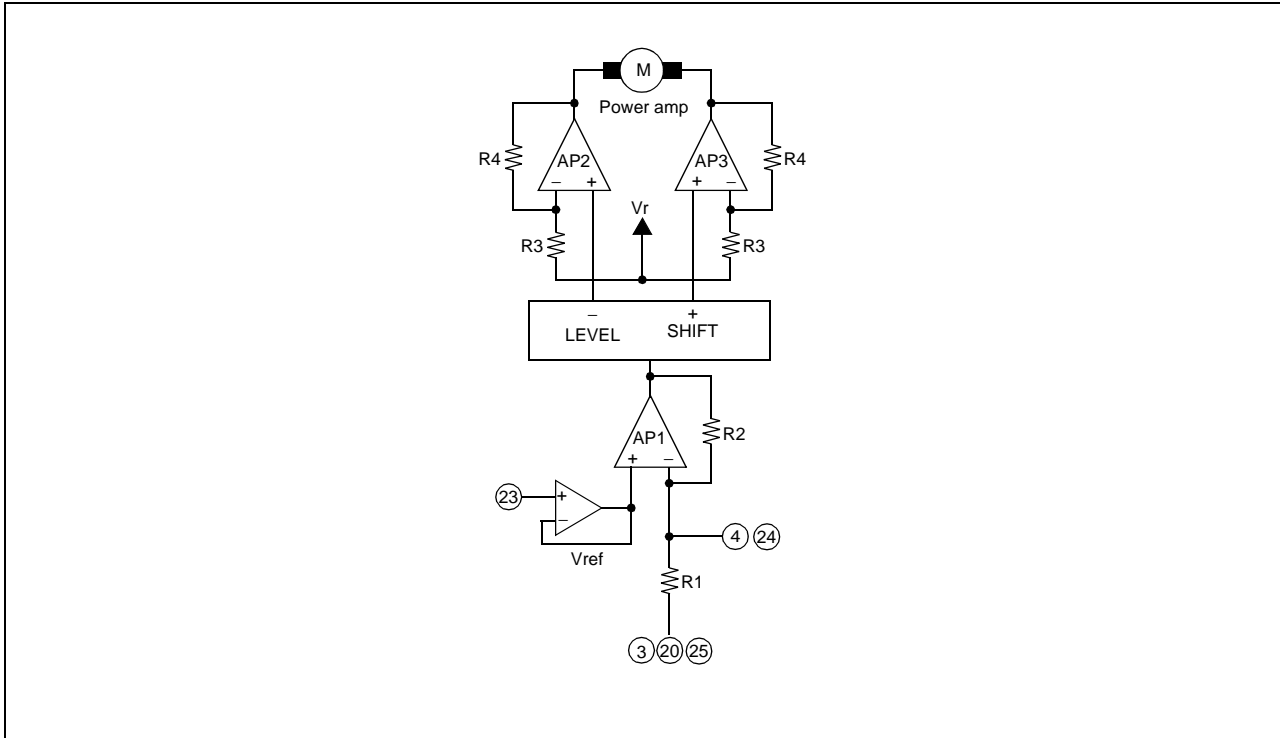 M
Power amp
R4 AP2 AP3 R4
− + + −
Vr
R3 R3
− +
LEVEL SHIFT
AP1 R2
+ −
23 +
−
4 24
Vref
R1
3 20 25